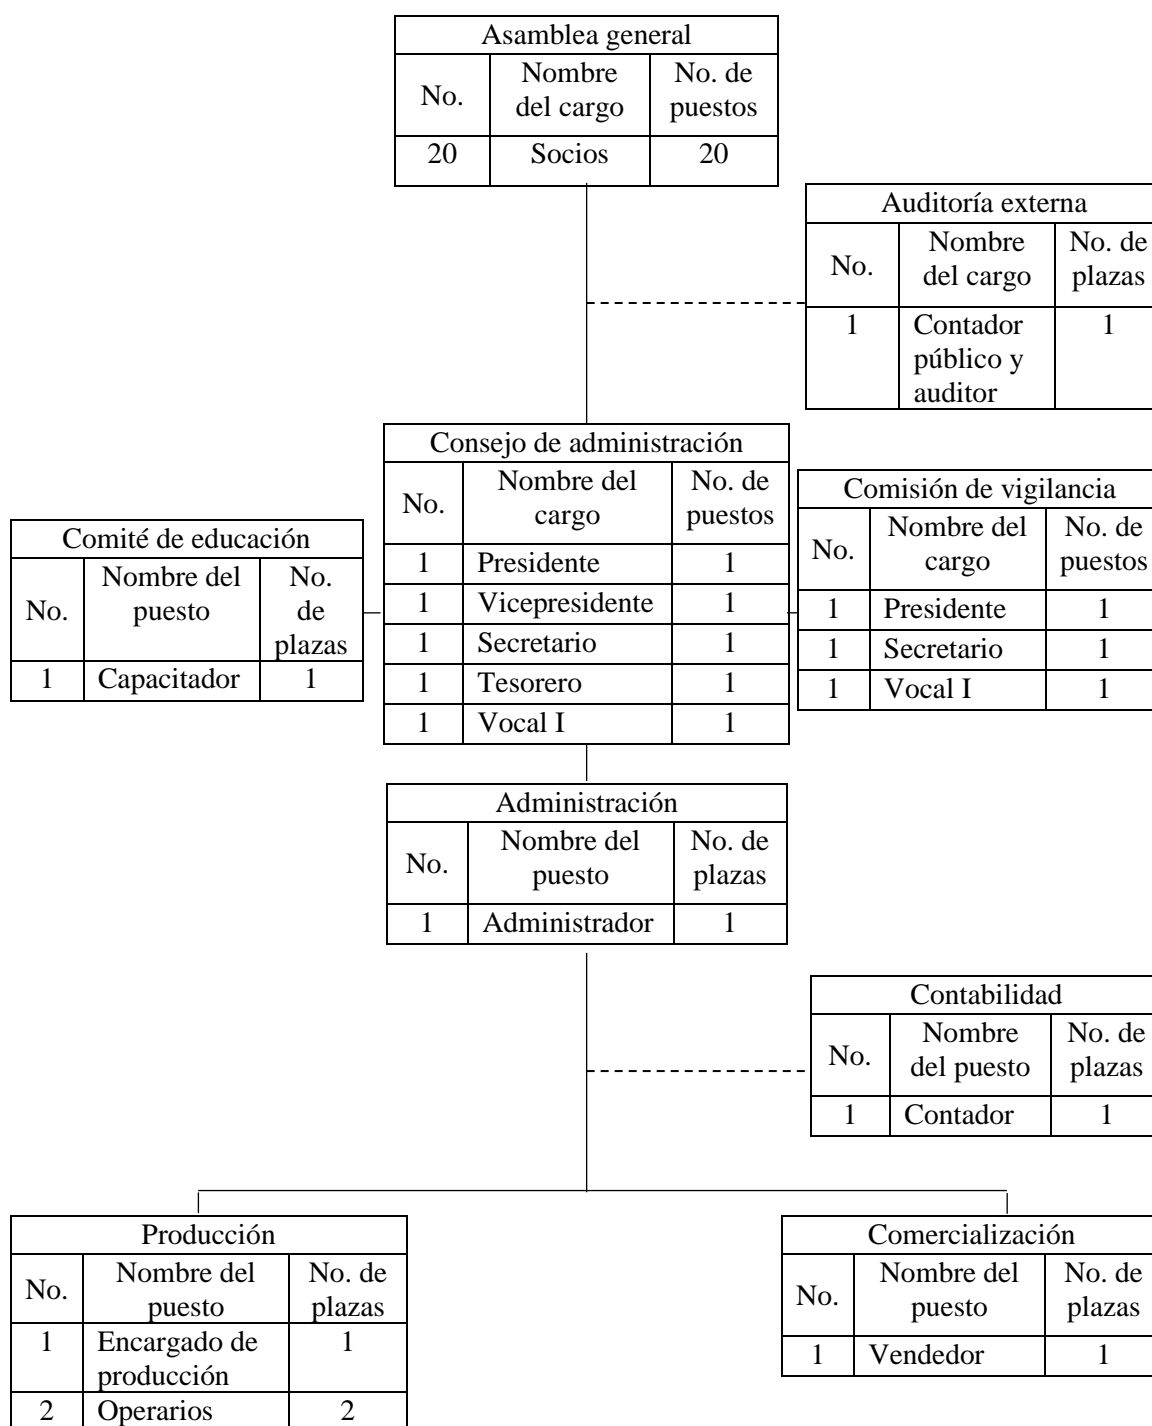 Asamblea general
No.
Nombre
del cargo
No. de
puestos
20 Socios 20
Auditoría externa
No.
Nombre
del cargo
No. de
plazas
1 Contador 1
público y
auditor
Consejo de administración
No.
Nombre del
cargo
No. de
puestos
1 Presidente 1
1 Vicepresidente 1
1 Secretario 1
1 Tesorero 1
1 Vocal I 1
Comisión de vigilancia
No.
Nombre del
cargo
No. de
puestos
1 Presidente 1
1 Secretario 1
1 Vocal I 1
Comité de educación
No.
Nombre del
puesto
No.
de
plazas
1 Capacitador 1
Administración
No.
Nombre del
puesto
No. de
plazas
1 Administrador 1
Contabilidad
No.
Nombre
del puesto
No. de
plazas
1 Contador 1
Producción
No.
Nombre del
puesto
No. de
plazas
1 Encargado de 1
producción
2 Operarios 2
Comercialización
No.
Nombre del
puesto
No. de
plazas
1 Vendedor 1